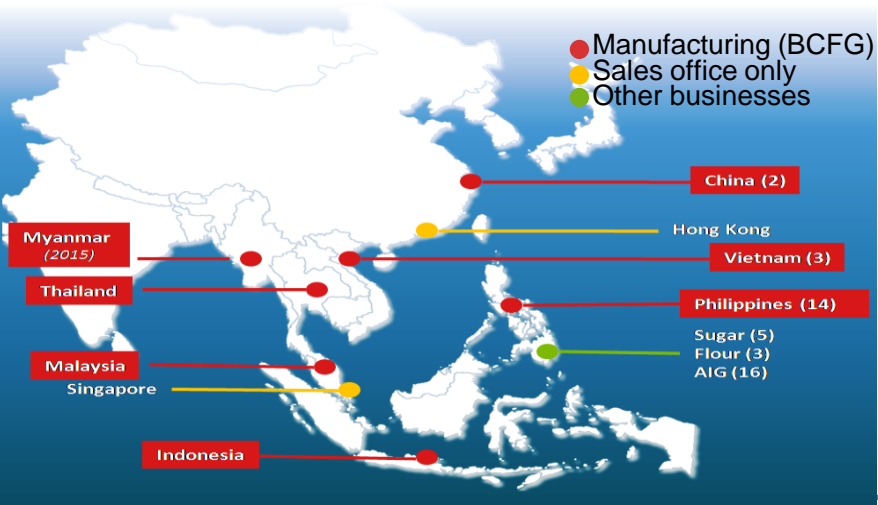 Manufacturing (BCFG)
Sales office only
Other businesses
China (2)
Hong Kong
Myanmar
(2015)
Vietnam (3)
Thailand
Philippines (14)
Sugar (5)
Flour (3)
AIG (16)
Malaysia
Singapore
Indonesia